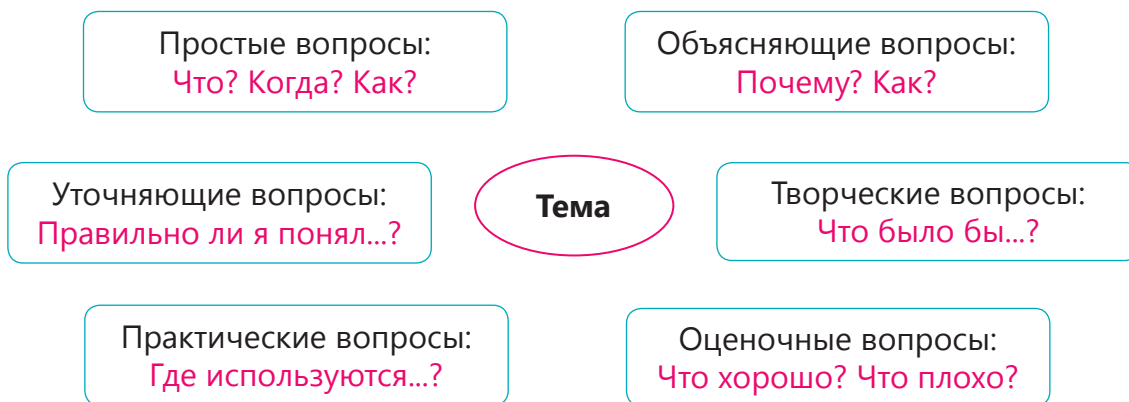 Простые вопросы:
Что? Когда? Как?
Объясняющие вопросы:
Почему? Как?
Уточняющие вопросы:
Правильно ли я понял...?
Тема
Творческие вопросы:
Что было бы...?
Практические вопросы:
Где используются...?
Оценочные вопросы:
Что хорошо? Что плохо?